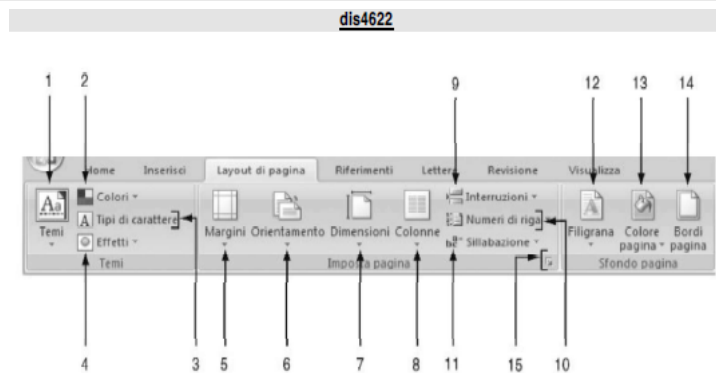 dis4622
1 2 9 12 13 14
Home Inserisci Layout di pagina Riferimenti Lettere Revisione Visualizza
Temi
Colori
Tipi di carattere
Effetti
Temi
Margini Orientamento Dimensioni Colonne
Interruzioni
Numeri di riga
Sillabazione
Imposta pagina
Filigrana Colore pagina Bordi pagina
Sfondo pagina
4 3 5 6 7 8 11 15 10